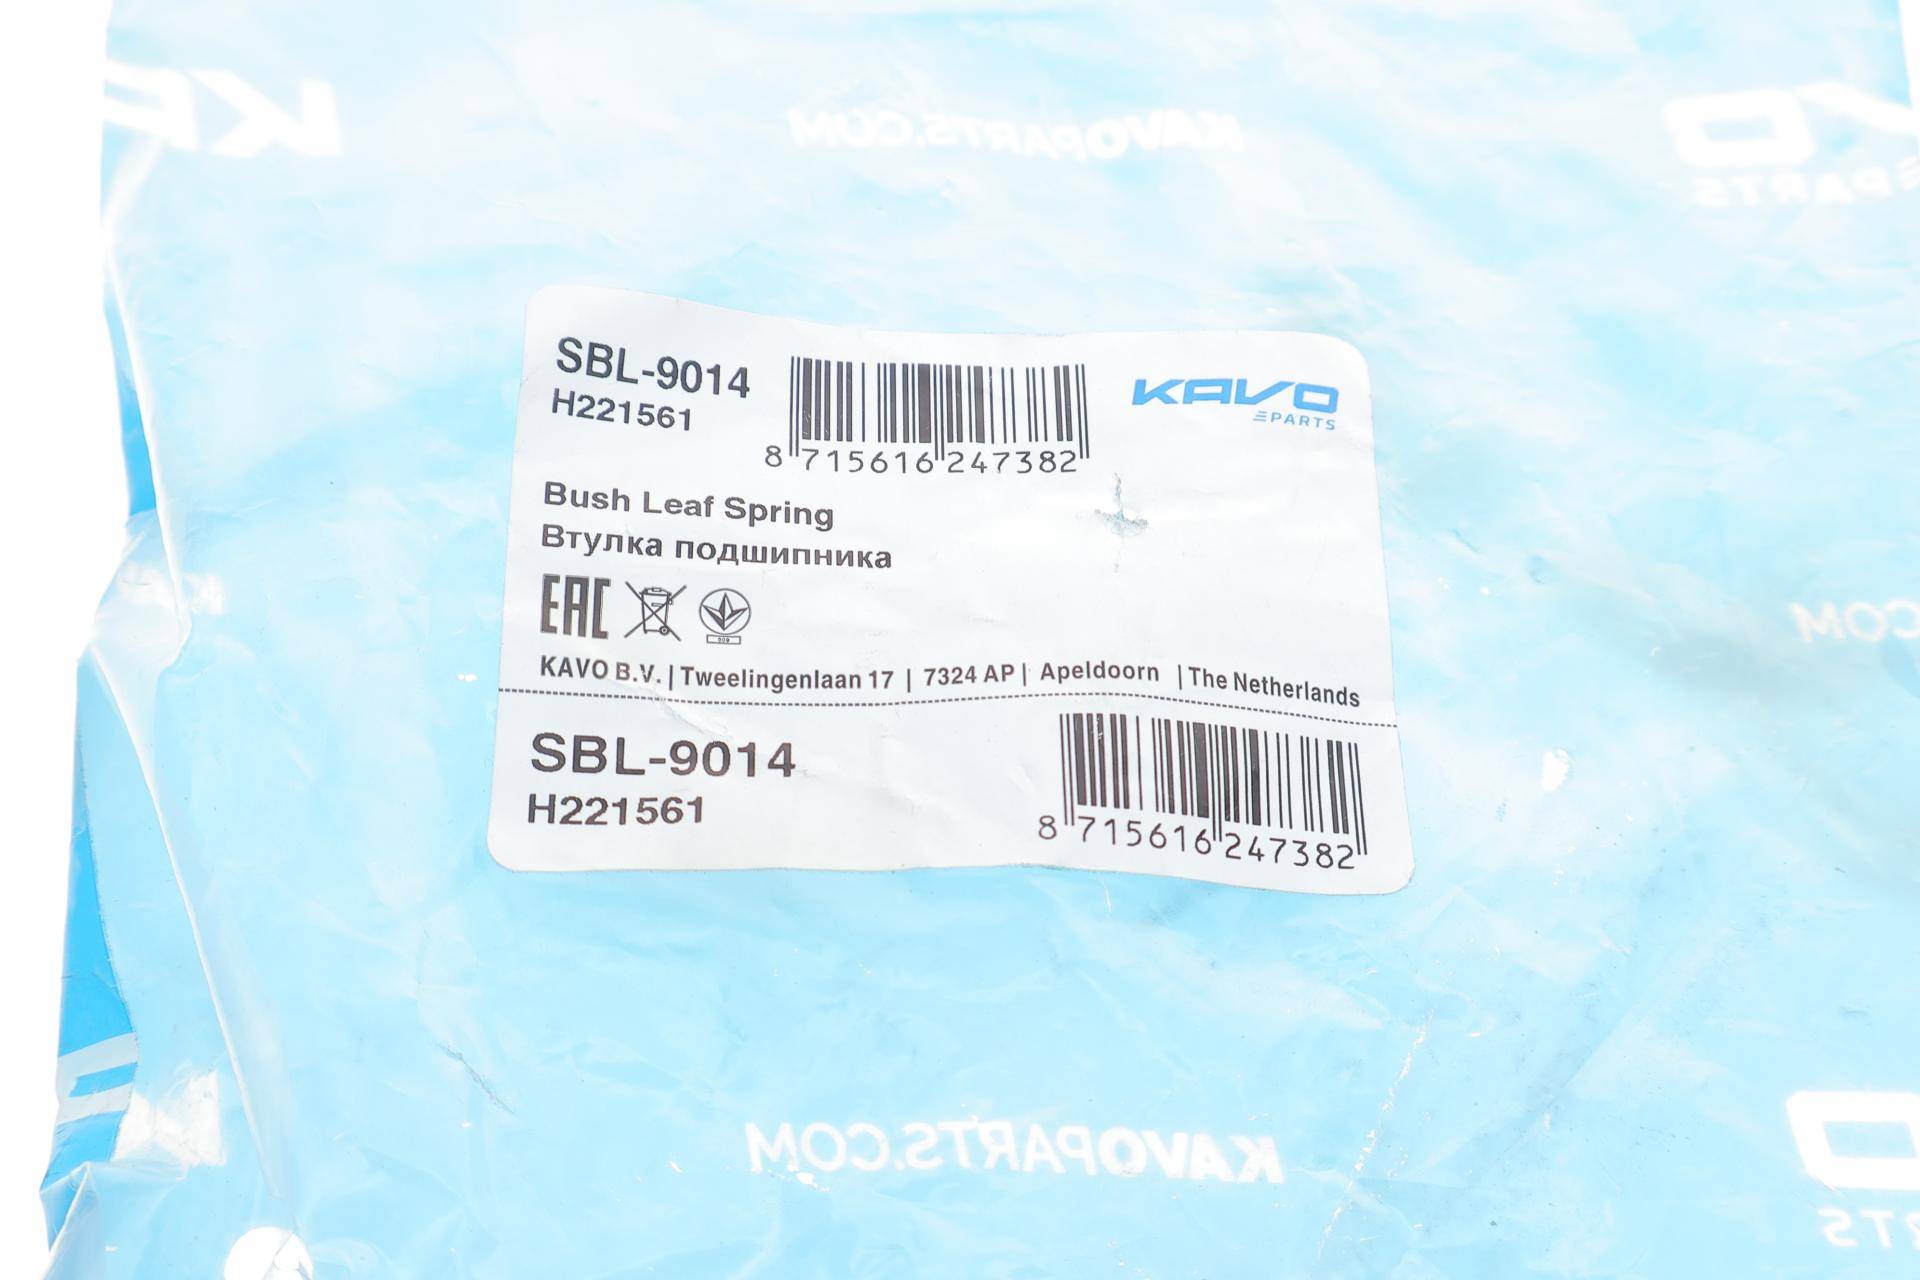 KAVOPARTS.COM
SBL-9014
H221561
8 715616 247382
KAVO
PARTS
Bush Leaf Spring
Втулка подшипника
EAC
KAVO B.V. | Tweelingenlaan 17 | 7324 AP | Apeldoorn | The Netherlands
SBL-9014
H221561
8 715616 247382
KAVOPARTS.COM